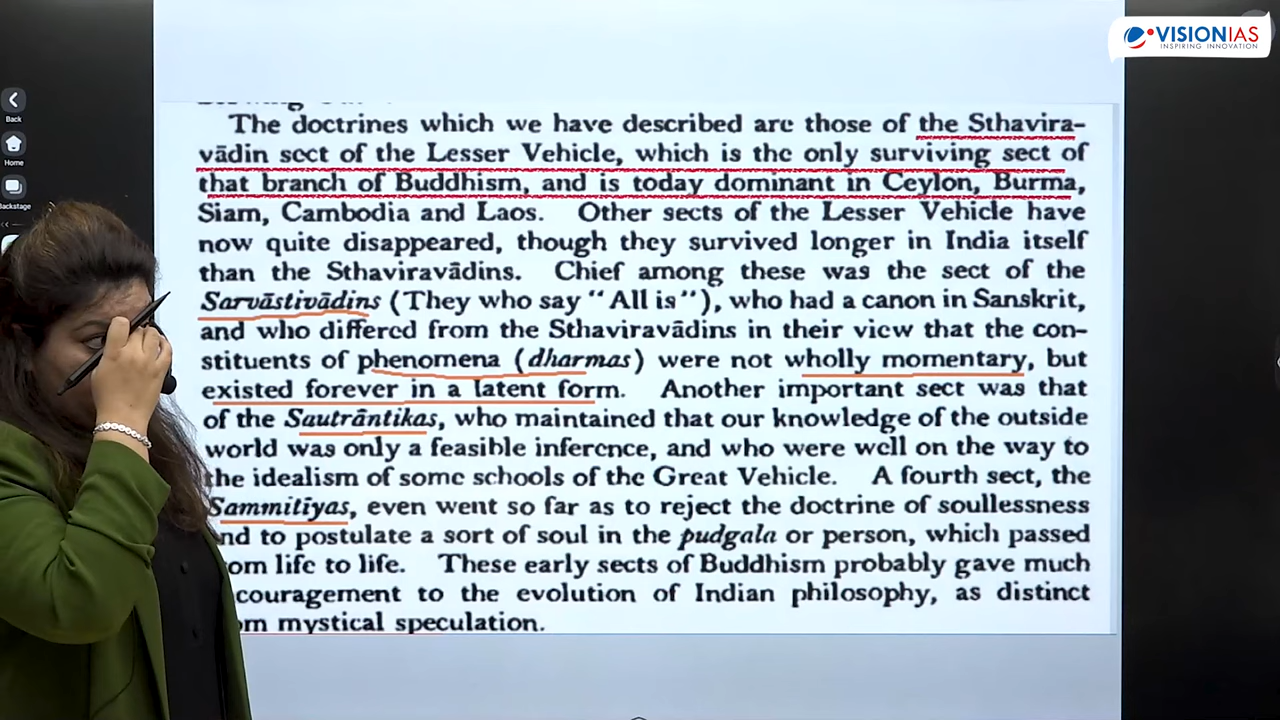 VISIONIAS
INSPIRING INNOVATION
Back
Home
Backstage
The doctrines which we have described are those of the Sthavira-
vādin sect of the Lesser Vehicle, which is the only surviving sect of
that branch of Buddhism, and is today dominant in Ceylon, Burma,
Siam, Cambodia and Laos. Other sects of the Lesser Vehicle have
now quite disappeared, though they survived longer in India itself
than the Sthaviravādins. Chief among these was the sect of the
Sarvāstivādins (They who say "All is"), who had a canon in Sanskrit,
and who differed from the Sthaviravādins in their view that the con-
stituents of phenomena (dharmas) were not wholly momentary, but
existed forever in a latent form. Another important sect was that
of the Sautrāntikas, who maintained that our knowledge of the outside
world was only a feasible inference, and who were well on the way to
the idealism of some schools of the Great Vehicle. A fourth sect, the
Sammitīyas, even went so far as to reject the doctrine of soullessness
nd to postulate a sort of soul in the pudgala or person, which passed
om life to life. These early sects of Buddhism probably gave much
couragement to the evolution of Indian philosophy, as distinct
om mystical speculation.